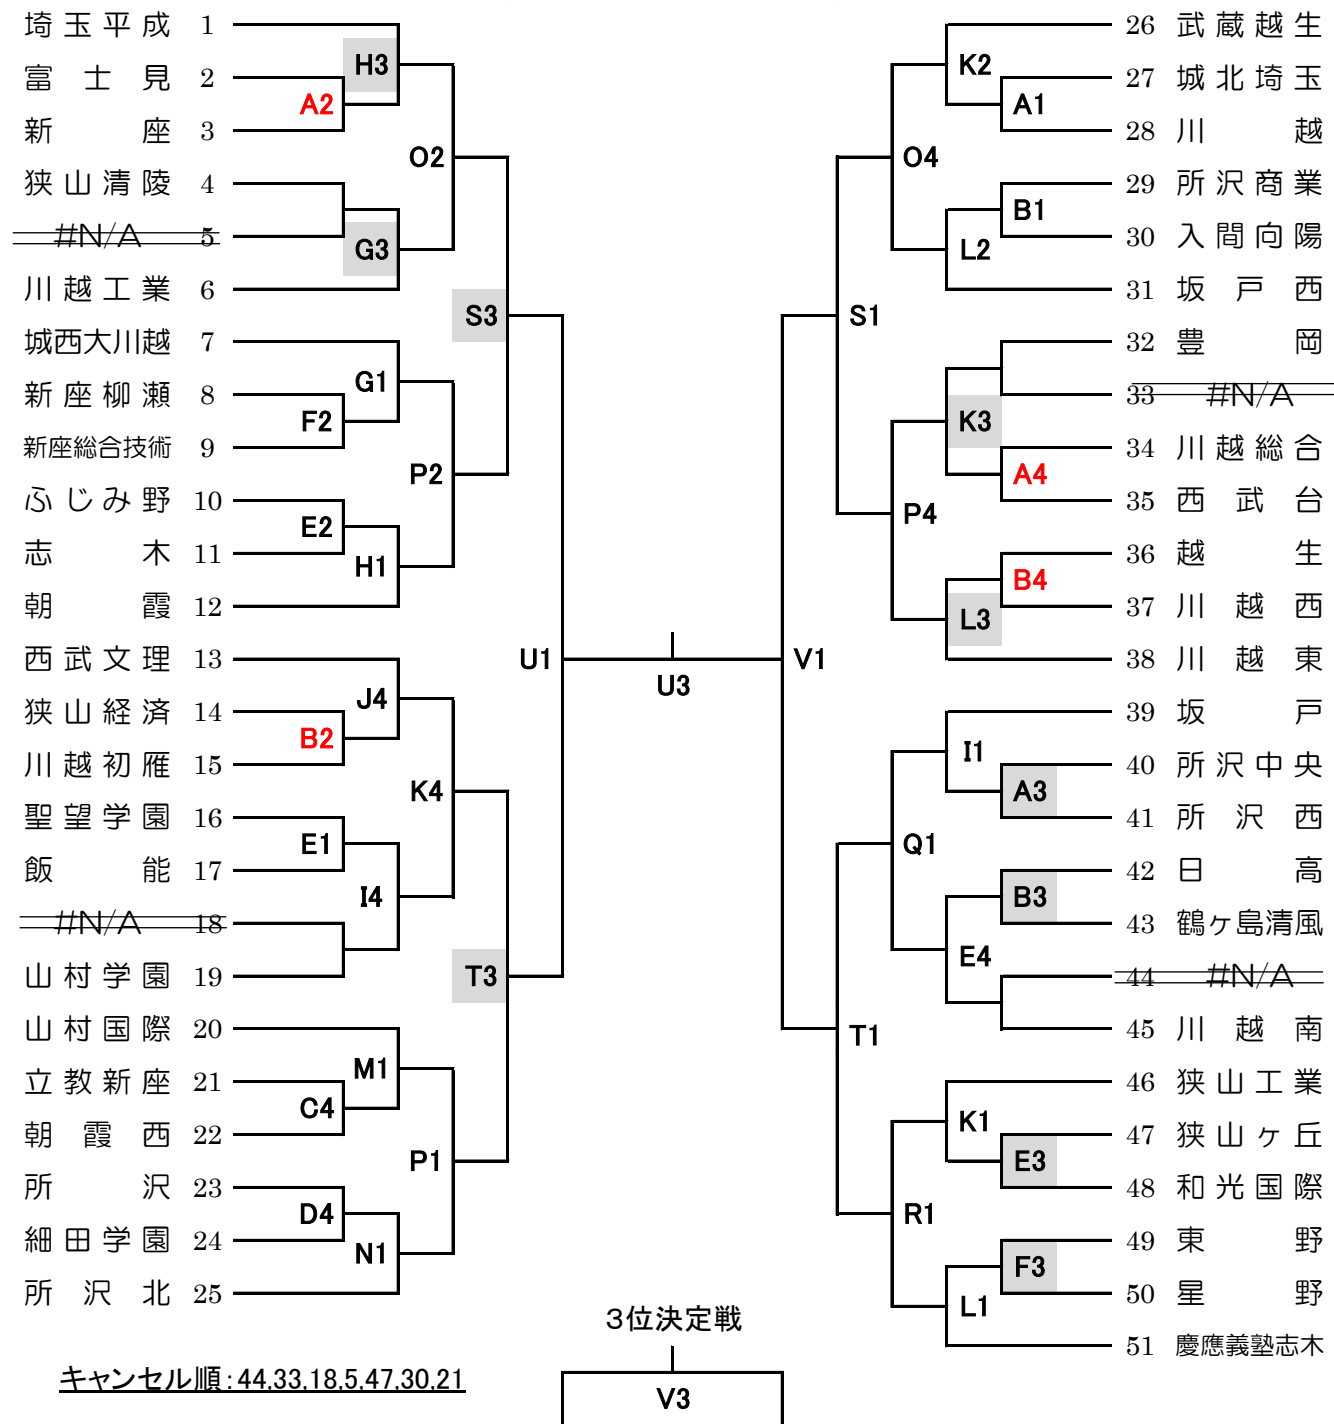 埼玉平成 1
H3
富士見 2
A2
新座 3
O2
狭山清陵 4
#N/A 5
G3
川越工業 6
S3
城西大川越 7
G1
新座柳瀬 8
F2
新座総合技術 9
P2
ふじみ野 10
E2
志木 11
H1
朝霞 12
西武文理 13
U1
J4
狭山経済 14
B2
川越初雁 15
K4
聖望学園 16
E1
飯能 17
I4
#N/A 18
山村学園 19
T3
山村国際 20
M1
立教新座 21
C4
朝霞西 22
P1
所沢 23
D4
細田学園 24
N1
所沢北 25
U3
26 武蔵越生
K2
27 城北埼玉
A1
28 川越
O4
29 所沢商業
B1
30 入間向陽
L2
31 坂戸西
S1
32 豊岡
33 #N/A
K3
34 川越総合
A4
35 西武台
P4
36 越生
B4
37 川越西
L3
38 川越東
V1
39 坂戸
I1
40 所沢中央
A3
41 所沢西
Q1
42 日高
B3
43 鶴ヶ島清風
E4
44 #N/A
45 川越南
T1
46 狭山工業
K1
47 狭山ヶ丘
E3
48 和光国際
R1
49 東野
F3
50 星野
L1
51 慶應義塾志木
3位決定戦
V3
キャンセル順：44,33,18,5,47,30,21